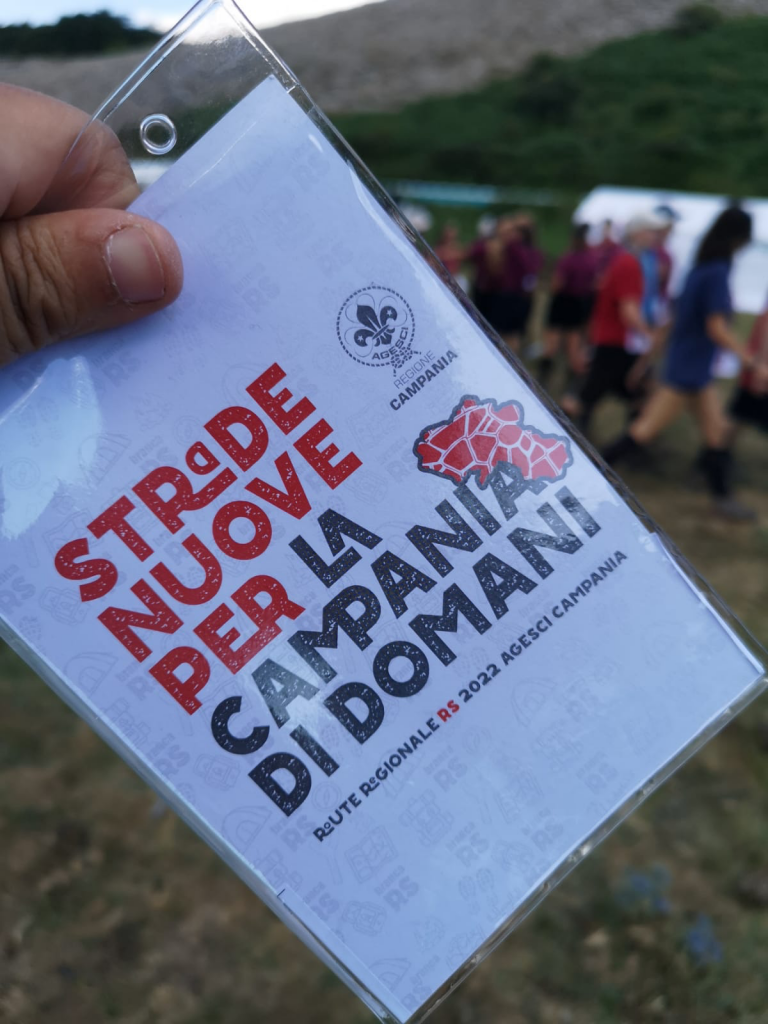 AGESCI
REGIONE
CAMPANIA
STRADE
NUOVE
PER LA
CAMPANIA
DI DOMANI
ROUTE REGIONALE RS 2022 AGESCI CAMPANIA